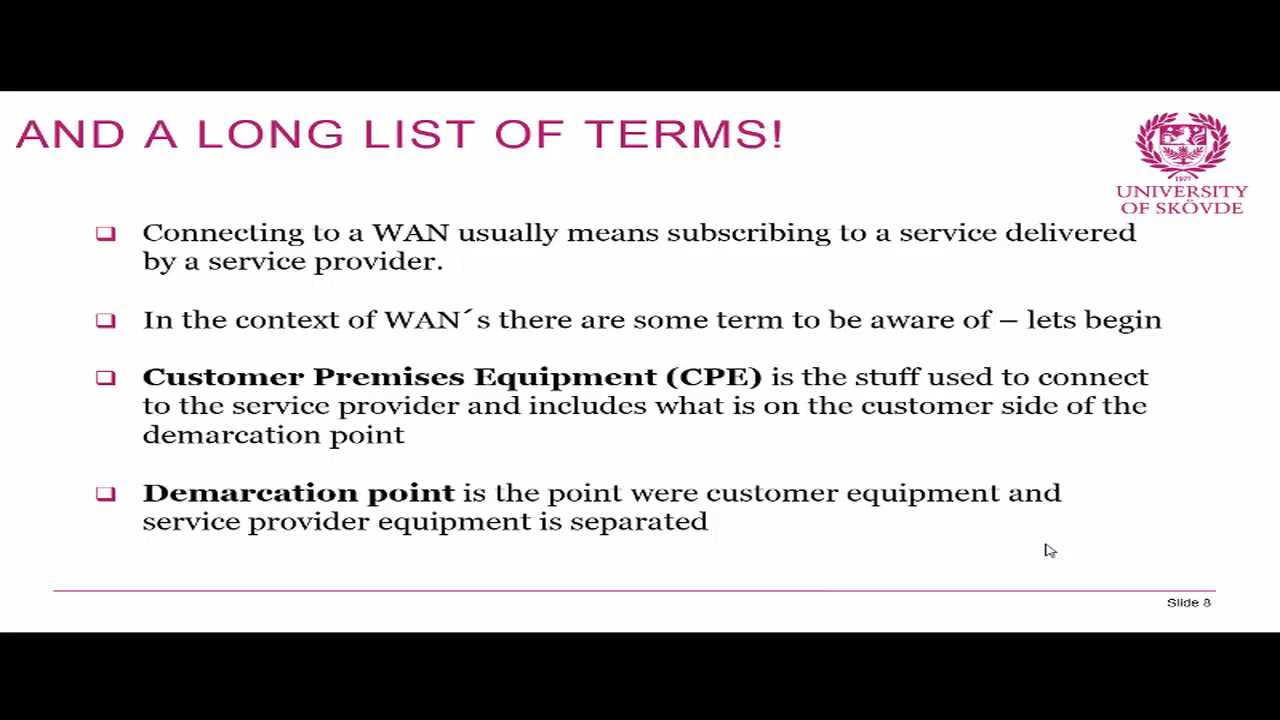 AND A LONG LIST OF TERMS!
1977
UNIVERSITY
OF SKÖVDE
Connecting to a WAN usually means subscribing to a service delivered
by a service provider.
In the context of WAN´s there are some term to be aware of – lets begin
Customer Premises Equipment (CPE) is the stuff used to connect
to the service provider and includes what is on the customer side of the
demarcation point
Demarcation point is the point were customer equipment and
service provider equipment is separated
Slide 8